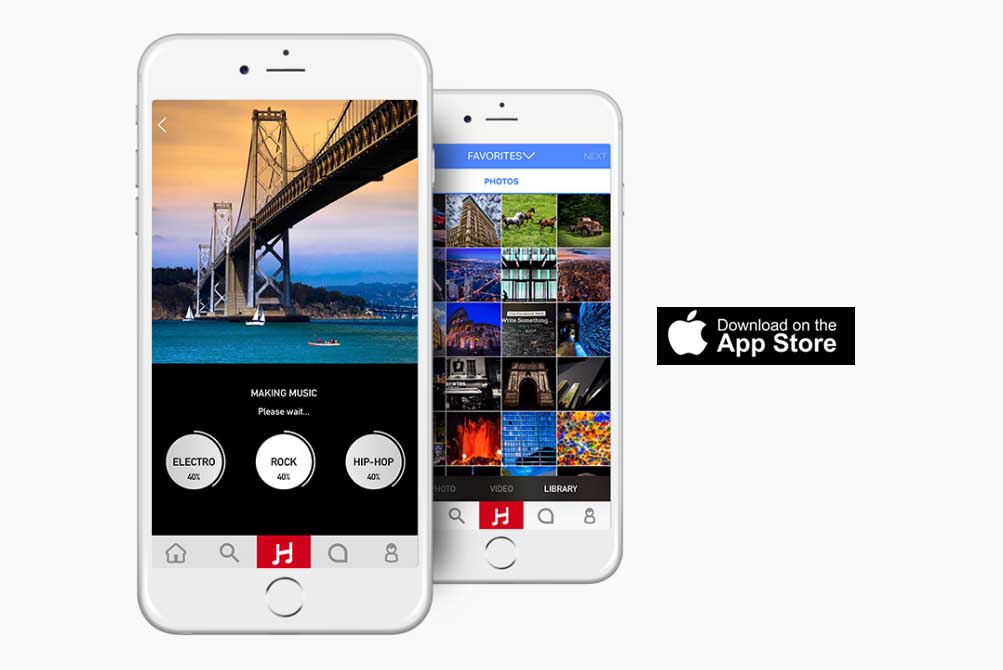 MAKING MUSIC
Please wait...
ELECTRO
40%
ROCK
40%
HIP-HOP
40%
FAVORITES
NEXT
PHOTOS
Write Something...
VIDEO
LIBRARY
Download on the
App Store